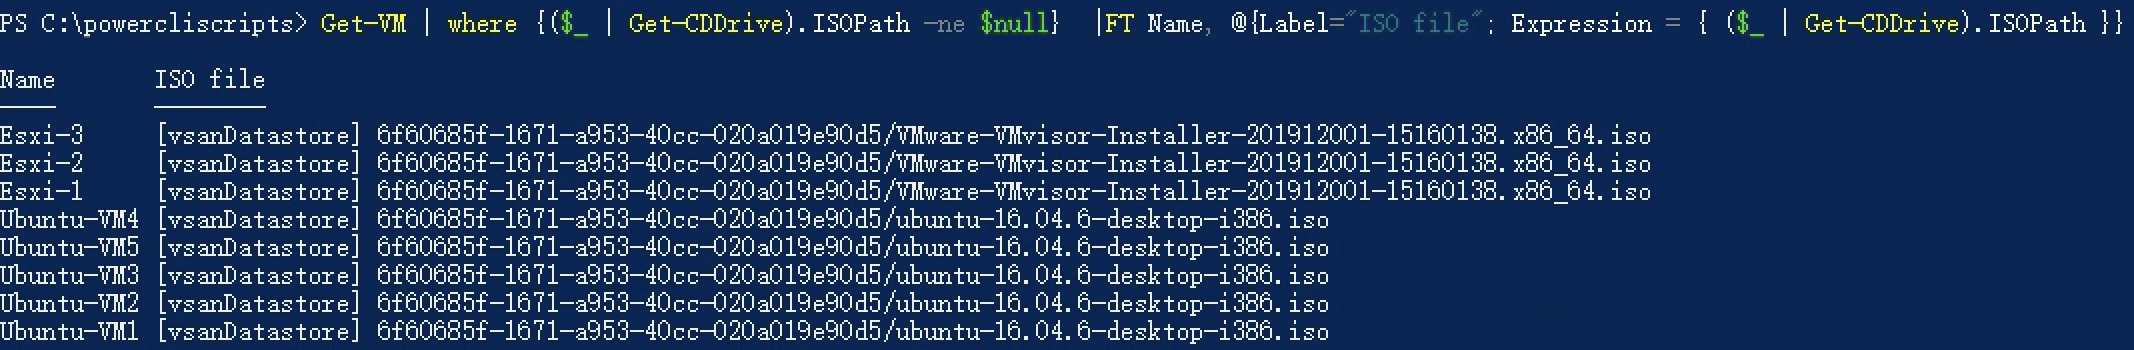 PS C:\powercliscripts> Get-VM | where {($_ | Get-CDDrive).ISOPath -ne $null}  |FT Name, @{Label="ISO file"; Expression = { ($_ | Get-CDDrive).ISOPath }}
Name ISO file
Esxi-3 [vsanDatastore] 6f60685f-1671-a953-40cc-020a019e90d5/VMware-VMvisor-Installer-201912001-15160138.x86_64.iso
Esxi-2 [vsanDatastore] 6f60685f-1671-a953-40cc-020a019e90d5/VMware-VMvisor-Installer-201912001-15160138.x86_64.iso
Esxi-1 [vsanDatastore] 6f60685f-1671-a953-40cc-020a019e90d5/VMware-VMvisor-Installer-201912001-15160138.x86_64.iso
Ubuntu-VM4 [vsanDatastore] 6f60685f-1671-a953-40cc-020a019e90d5/ubuntu-16.04.6-desktop-i386.iso
Ubuntu-VM5 [vsanDatastore] 6f60685f-1671-a953-40cc-020a019e90d5/ubuntu-16.04.6-desktop-i386.iso
Ubuntu-VM3 [vsanDatastore] 6f60685f-1671-a953-40cc-020a019e90d5/ubuntu-16.04.6-desktop-i386.iso
Ubuntu-VM2 [vsanDatastore] 6f60685f-1671-a953-40cc-020a019e90d5/ubuntu-16.04.6-desktop-i386.iso
Ubuntu-VM1 [vsanDatastore] 6f60685f-1671-a953-40cc-020a019e90d5/ubuntu-16.04.6-desktop-i386.iso